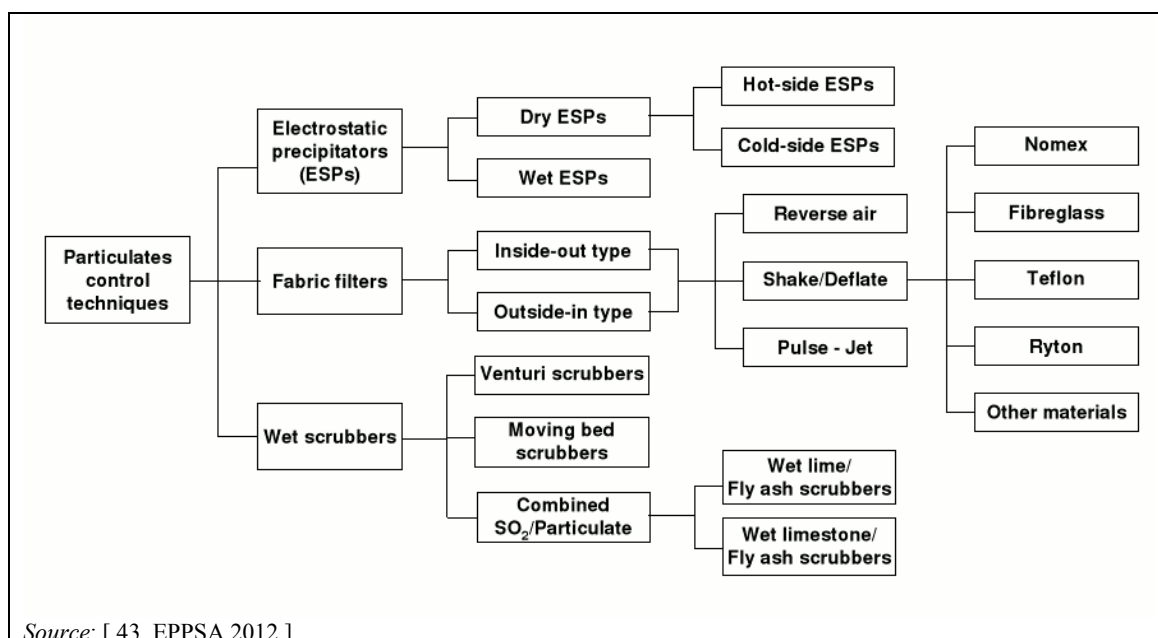 Particulates
control
techniques
Electrostatic
precipitators
(ESPs)
Dry ESPs
Wet ESPs
Hot-side ESPs
Cold-side ESPs
Fabric filters
Inside-out type
Outside-in type
Reverse air
Shake/Deflate
Pulse - Jet
Nomex
Fibreglass
Teflon
Ryton
Other materials
Wet scrubbers
Venturi scrubbers
Moving bed
scrubbers
Combined
SO₂/Particulate
Wet lime/
Fly ash scrubbers
Wet limestone/
Fly ash scrubbers
Source: [ 43, EPPSA 2012 ]